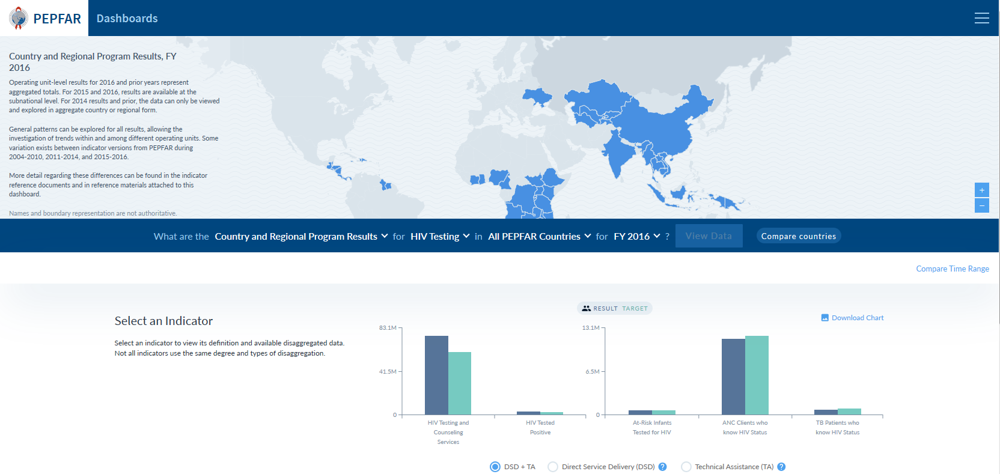 PEPFAR Dashboards
Country and Regional Program Results, FY
2016
Operating unit-level results for 2016 and prior years represent
aggregated totals. For 2015 and 2016, results are available at the
subnational level. For 2014 results and prior, the data can only be viewed
and explored in aggregate country or regional form.
General patterns can be explored for all results, allowing the
investigation of trends within and among different operating units. Some
variation exists between indicator versions from PEPFAR during
2004-2010, 2011-2014, and 2015-2016.
More detail regarding these differences can be found in the indicator
reference documents and in reference materials attached to this
dashboard.
Names and boundary representation are not authoritative.
+
−
What are the Country and Regional Program Results for HIV Testing in All PEPFAR Countries for FY 2016 ? View Data Compare countries
Compare Time Range
Select an Indicator
Select an indicator to view its definition and available disaggregated data.
Not all indicators use the same degree and types of disaggregation.
RESULT TARGET
Download Chart
83.1M
41.5M
0
HIV Testing and
Counseling
Services
HIV Tested
Positive
13.1M
6.5M
0
At-Risk Infants
Tested for HIV
ANC Clients who
know HIV Status
TB Patients who
know HIV Status
DSD + TA Direct Service Delivery (DSD) ? Technical Assistance (TA) ?